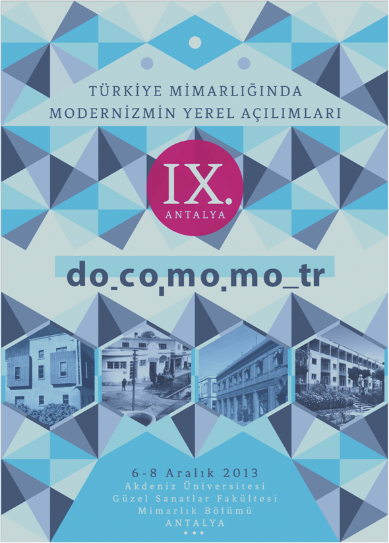 TÜRKİYE MİMARLIĞINDA
MODERNİZMİN YEREL AÇILIMLARI
IX.
ANTALYA
do_co,mo.mo_tr
6-8 Aralık 2013
Akdeniz Üniversitesi
Güzel Sanatlar Fakültesi
Mimarlık Bölümü
ANTALYA